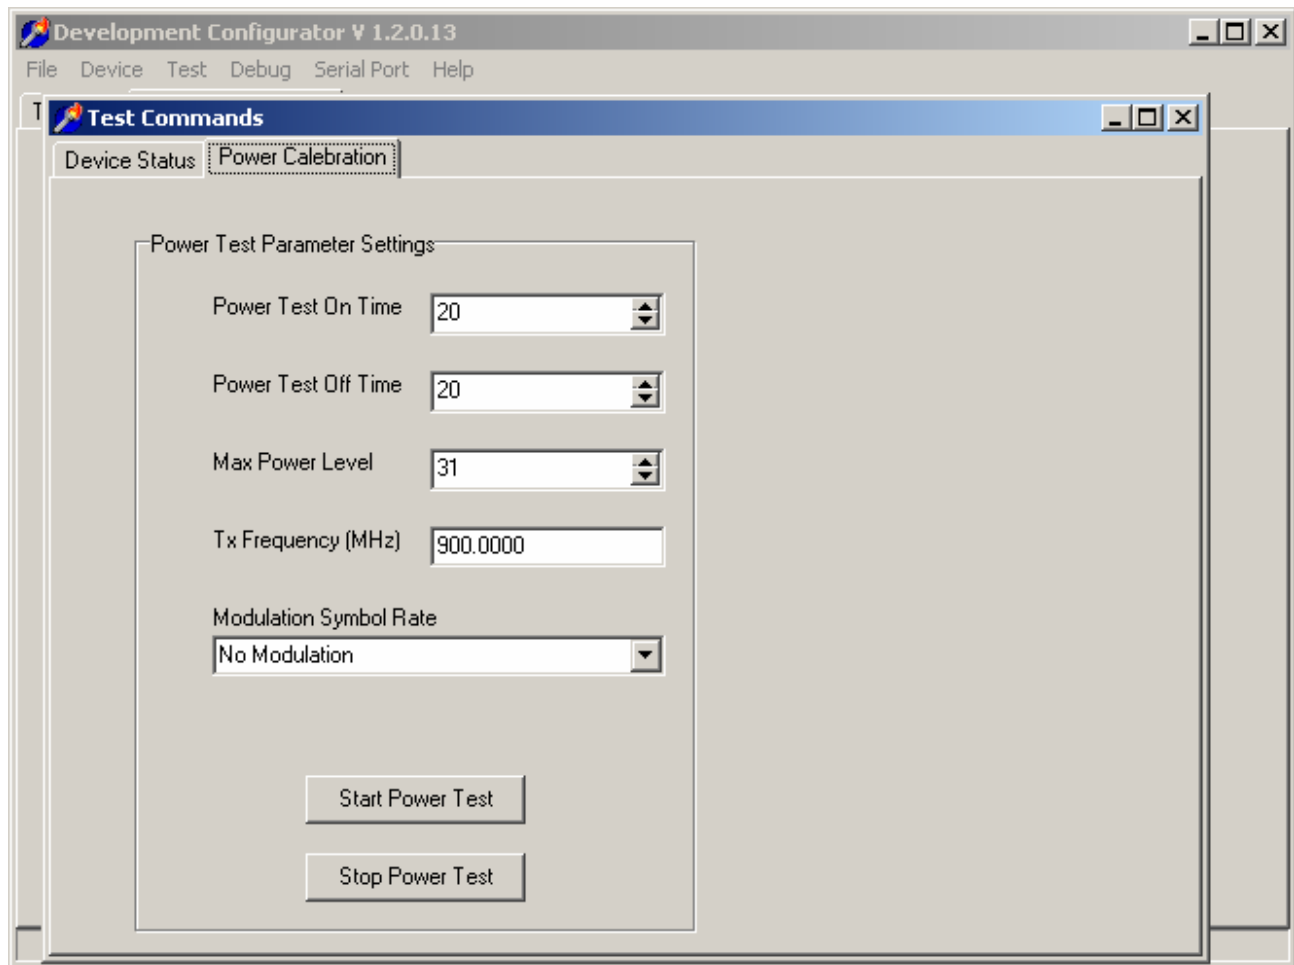 Development Configurator V 1.2.0.13
File Device Test Debug Serial Port Help
T
Test Commands
Device Status Power Calebration
Power Test Parameter Settings
Power Test On Time 20
Power Test Off Time 20
Max Power Level 31
Tx Frequency (MHz) 900.0000
Modulation Symbol Rate
No Modulation
Start Power Test
Stop Power Test